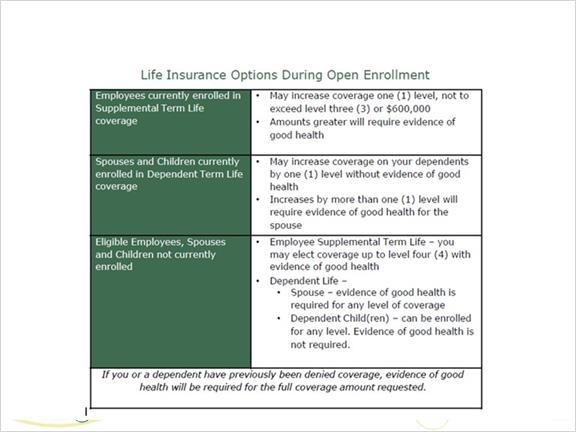 Life Insurance Options During Open Enrollment
Employees currently enrolled in
Supplemental Term Life
coverage
• May increase coverage one (1) level, not to
exceed level three (3) or $600,000
• Amounts greater will require evidence of
good health
Spouses and Children currently
enrolled in Dependent Term Life
coverage
• May increase coverage on your dependents
by one (1) level without evidence of good
health
• Increases by more than one (1) level will
require evidence of good health for the
spouse
Eligible Employees, Spouses
and Children not currently
enrolled
• Employee Supplemental Term Life – you
may elect coverage up to level four (4) with
evidence of good health
• Dependent Life –
• Spouse – evidence of good health is
required for any level of coverage
• Dependent Child(ren) – can be enrolled
for any level. Evidence of good health is
not required.
If you or a dependent have previously been denied coverage, evidence of good
health will be required for the full coverage amount requested.